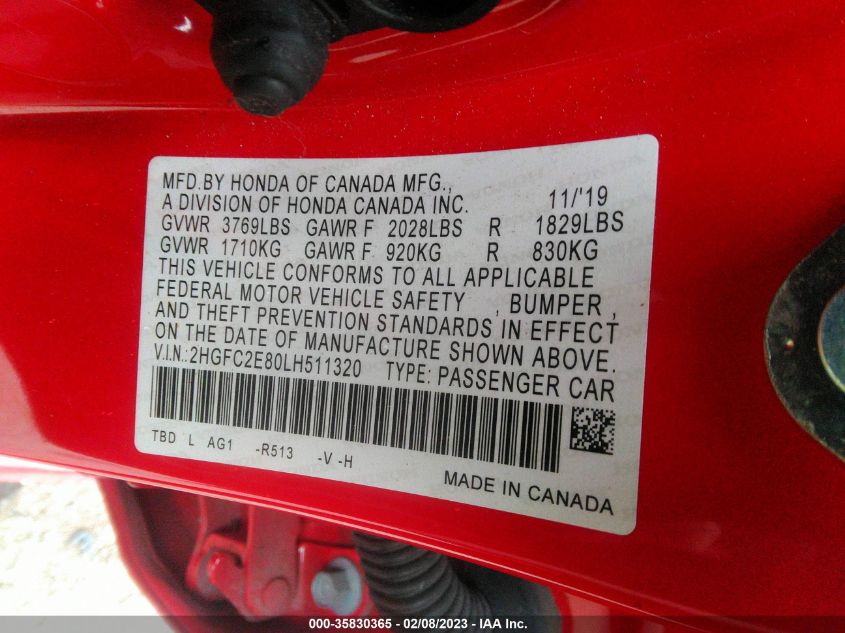 MFD.BY HONDA OF CANADA MFG.,
A DIVISION OF HONDA CANADA INC. 11/'19
GVWR 3769LBS GAWR F 2028LBS R 1829LBS
GVWR 1710KG GAWR F 920KG R 830KG
THIS VEHICLE CONFORMS TO ALL APPLICABLE
FEDERAL MOTOR VEHICLE SAFETY , BUMPER ,
AND THEFT PREVENTION STANDARDS IN EFFECT
ON THE DATE OF MANUFACTURE SHOWN ABOVE.
V.I.N.:2HGFC2E80LH511320 TYPE: PASSENGER CAR
TBD L AG1 -R513 -V -H
MADE IN CANADA
000-35830365 - 02/08/2023 - IAA Inc.